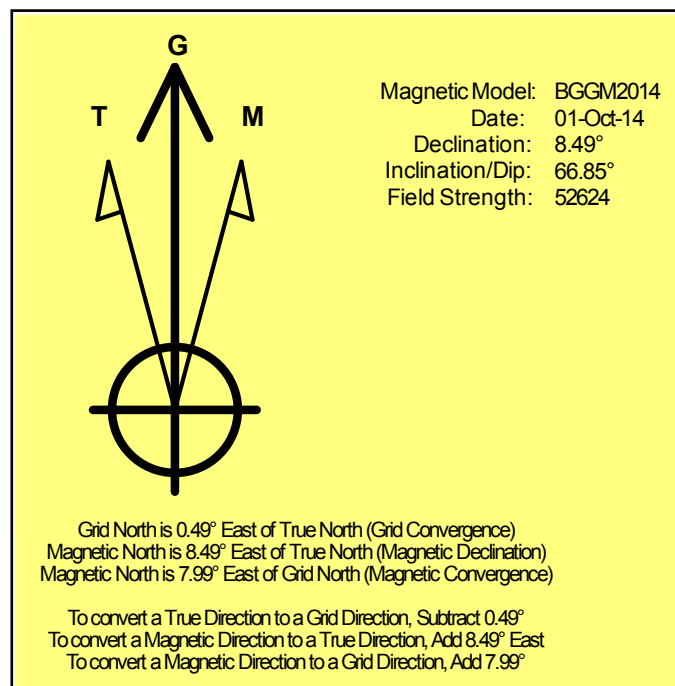 G
T
M
Magnetic Model: BGGM2014
Date: 01-Oct-14
Declination: 8.49°
Inclination/Dip: 66.85°
Field Strength: 52624
Grid North is 0.49° East of True North (Grid Convergence)
Magnetic North is 8.49° East of True North (Magnetic Declination)
Magnetic North is 7.99° East of Grid North (Magnetic Convergence)
To convert a True Direction to a Grid Direction, Subtract 0.49°
To convert a Magnetic Direction to a True Direction, Add 8.49° East
To convert a Magnetic Direction to a Grid Direction, Add 7.99°